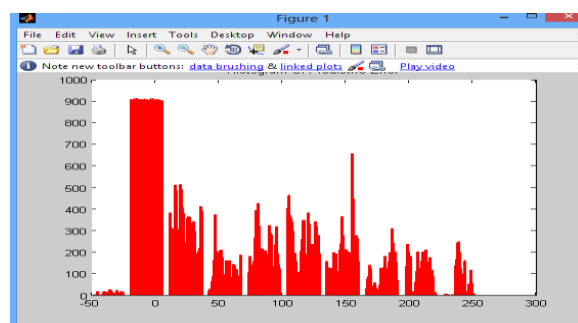 Figure 1
File Edit View Insert Tools Desktop Window Help
Note new toolbar buttons: data brushing & linked plots Play video
1000
900
800
700
600
500
400
300
200
100
0
-50 0 50 100 150 200 250 300